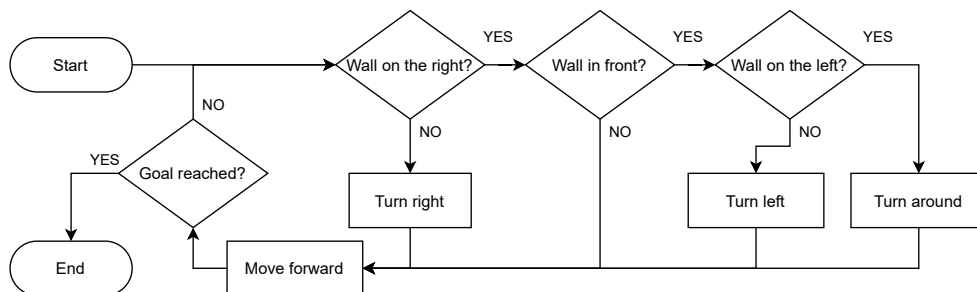 YES
YES
YES
Start
Wall on the right?
Wall in front?
Wall on the left?
NO
NO
NO
NO
YES
Goal reached?
Turn right
Turn left
Turn around
End
Move forward